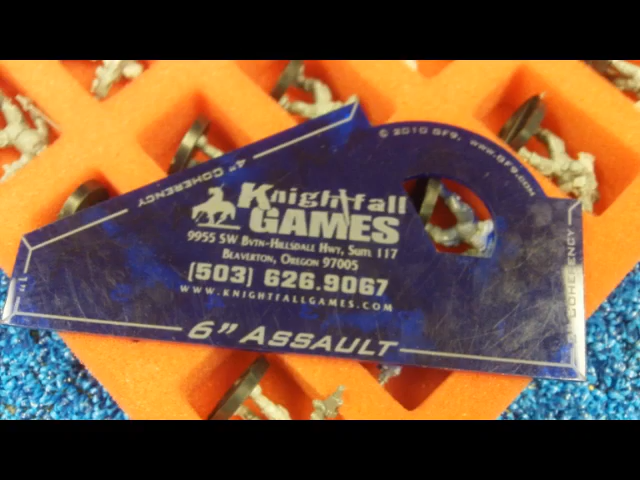 © 2010 GF9, www.GF9.com
4" COHERENCY
Knightfall
GAMES
9955 SW BVTN-HILLSDALE HWY, SUITE 117
BEAVERTON, OREGON 97005
(503) 626.9067
WWW.KNIGHTFALLGAMES.COM
6" ASSAULT
1"
COHERENCY